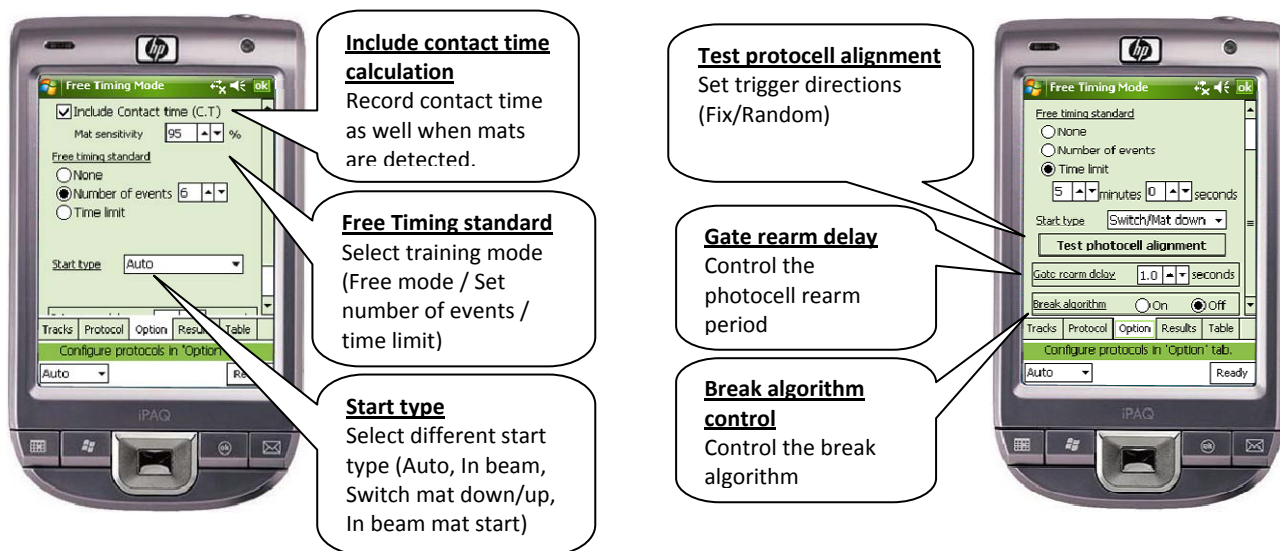 hp
Free Timing Mode
ok
Include Contact time (C.T)
Mat sensitivity 95 %
Free timing standard
None
Number of events 6
Time limit
Start type Auto
Tracks Protocol Option Results Table
Configure protocols in "Option"
Auto
iPAQ
ok
Include contact time
calculation
Record contact time
as well when mats
are detected.
Free Timing standard
Select training mode
(Free mode / Set
number of events /
time limit)
Start type
Select different start
type (Auto, In beam,
Switch mat down/up,
In beam mat start)
Test protocell alignment
Set trigger directions
(Fix/Random)
Gate rearm delay
Control the
photocell rearm
period
Break algorithm
control
Control the break
algorithm
hp
Free Timing Mode
ok
Free timing standard
None
Number of events
Time limit
5 minutes 0 seconds
Start type Switch/Mat down
Test photocell alignment
Gate rearm delay 1.0 seconds
Break algorithm On Off
Tracks Protocol Option Results Table
Configure protocols in "Option" tab.
Auto Ready
iPAQ
ok